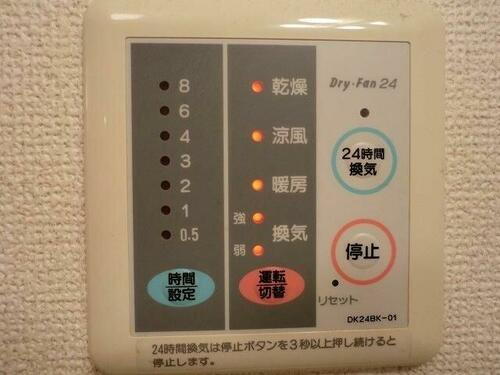 Dry・Fan 24
8
6
4
3
2
1
0.5
時間
設定
乾燥
涼風
暖房
強
換気
弱
運転
切替
24時間
換気
停止
リセット
DK24BK-01
24時間換気は停止ボタンを3秒以上押し続けると
停止します。